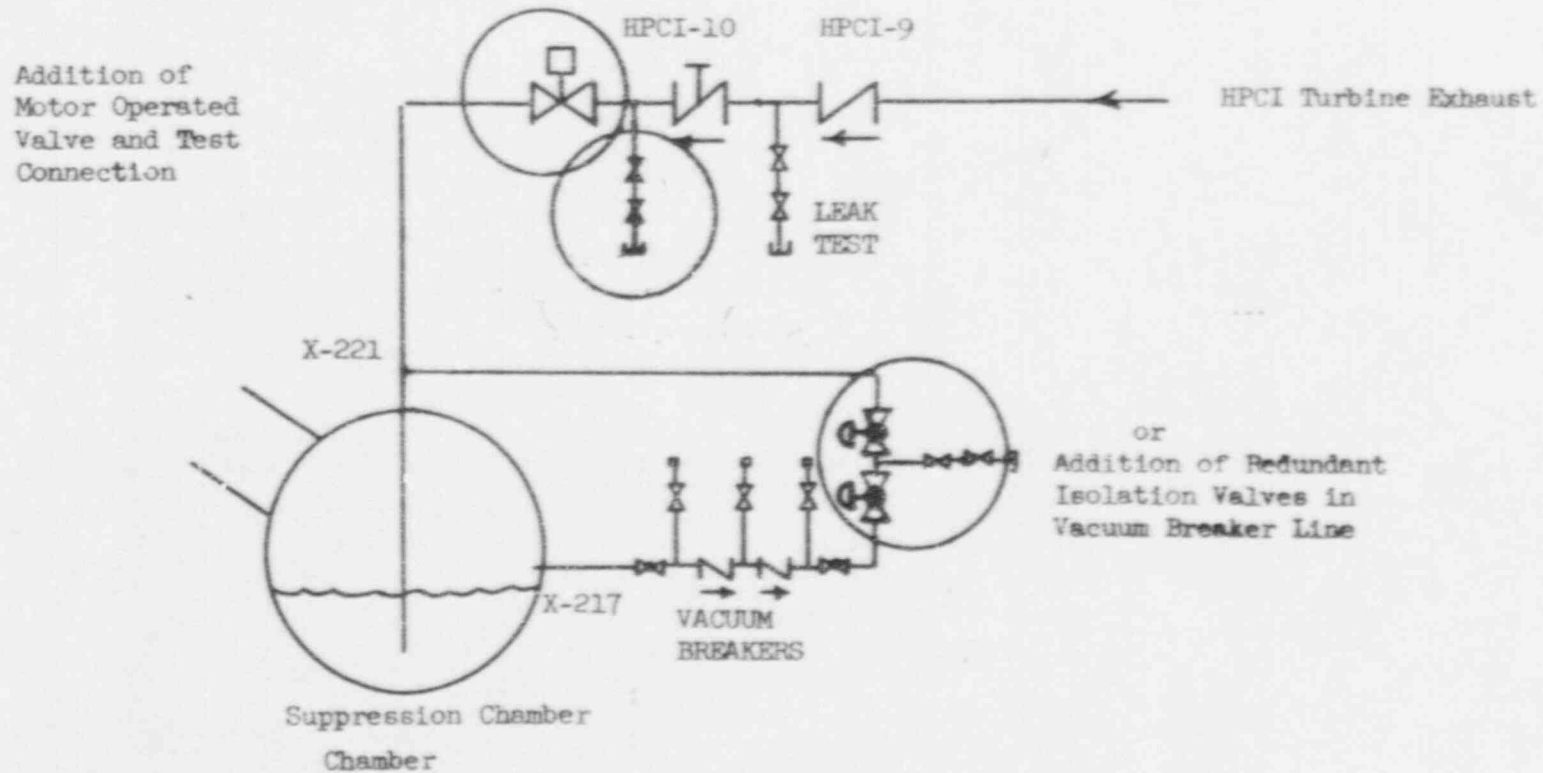 HPCI-10
HPCI-9
Addition of
Motor Operated
Valve and Test
Connection
HPCI Turbine Exhaust
LEAK
TEST
X-221
or
Addition of Redundant
Isolation Valves in
Vacuum Breaker Line
X-217
VACUUM
BREAKERS
Suppression Chamber
Chamber